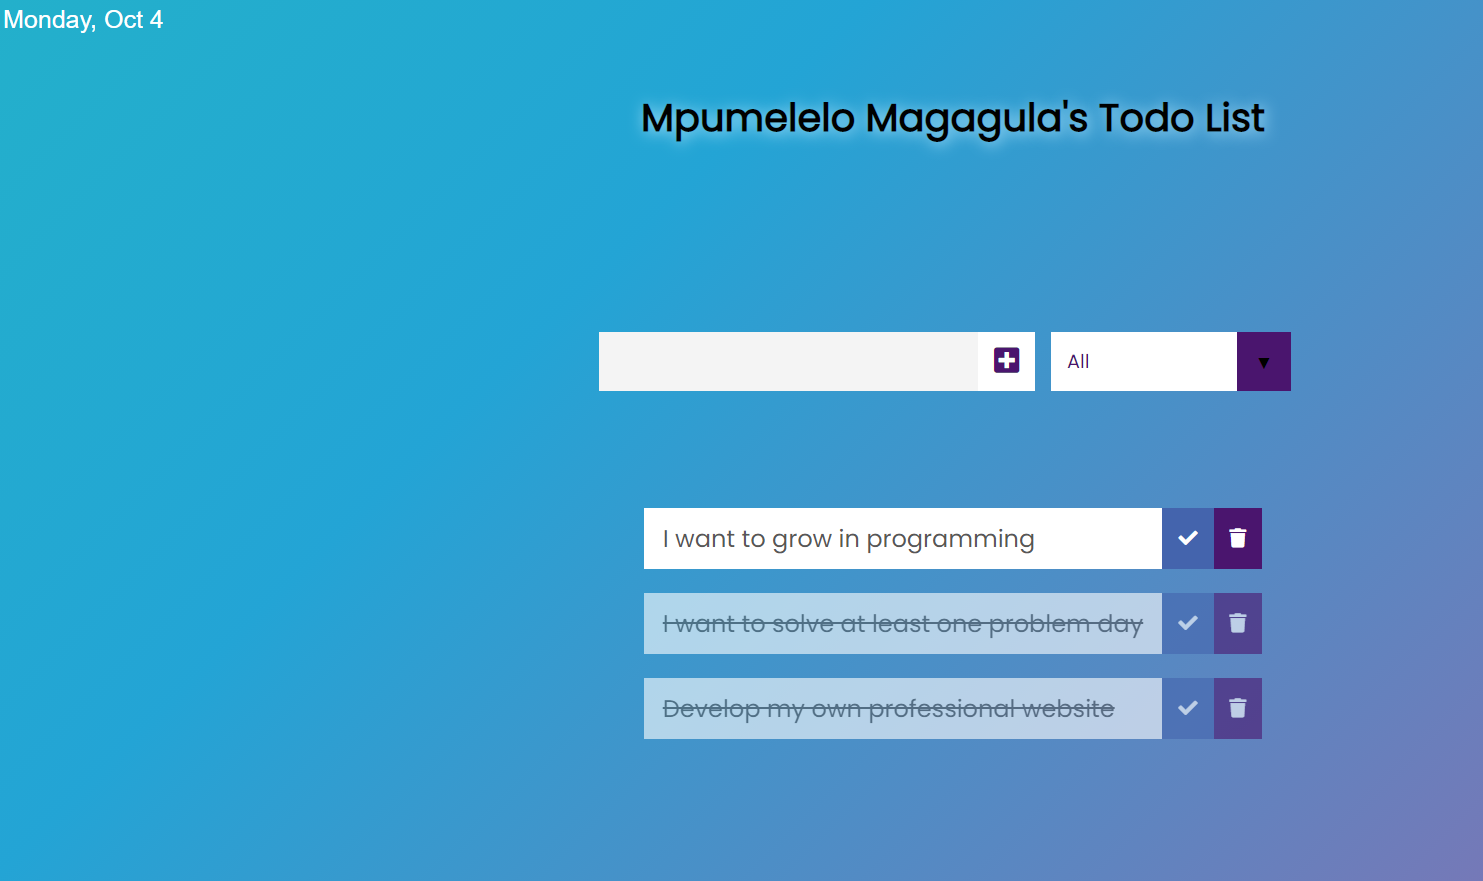 Monday, Oct 4
Mpumelelo Magagula's Todo List
All
I want to grow in programming
I want to solve at least one problem day
Develop my own professional website